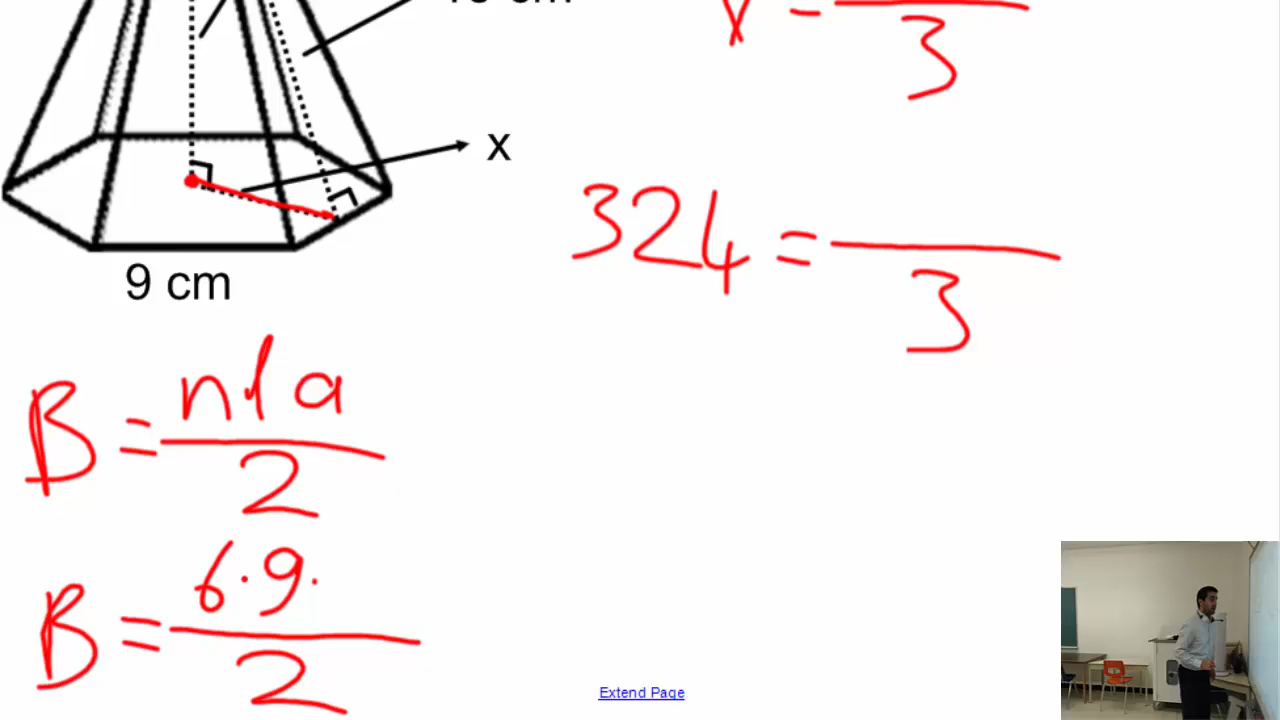 x
9 cm
V = 
3
324 = 
3
B = nla
2
B = 6·9·
2
Extend Page